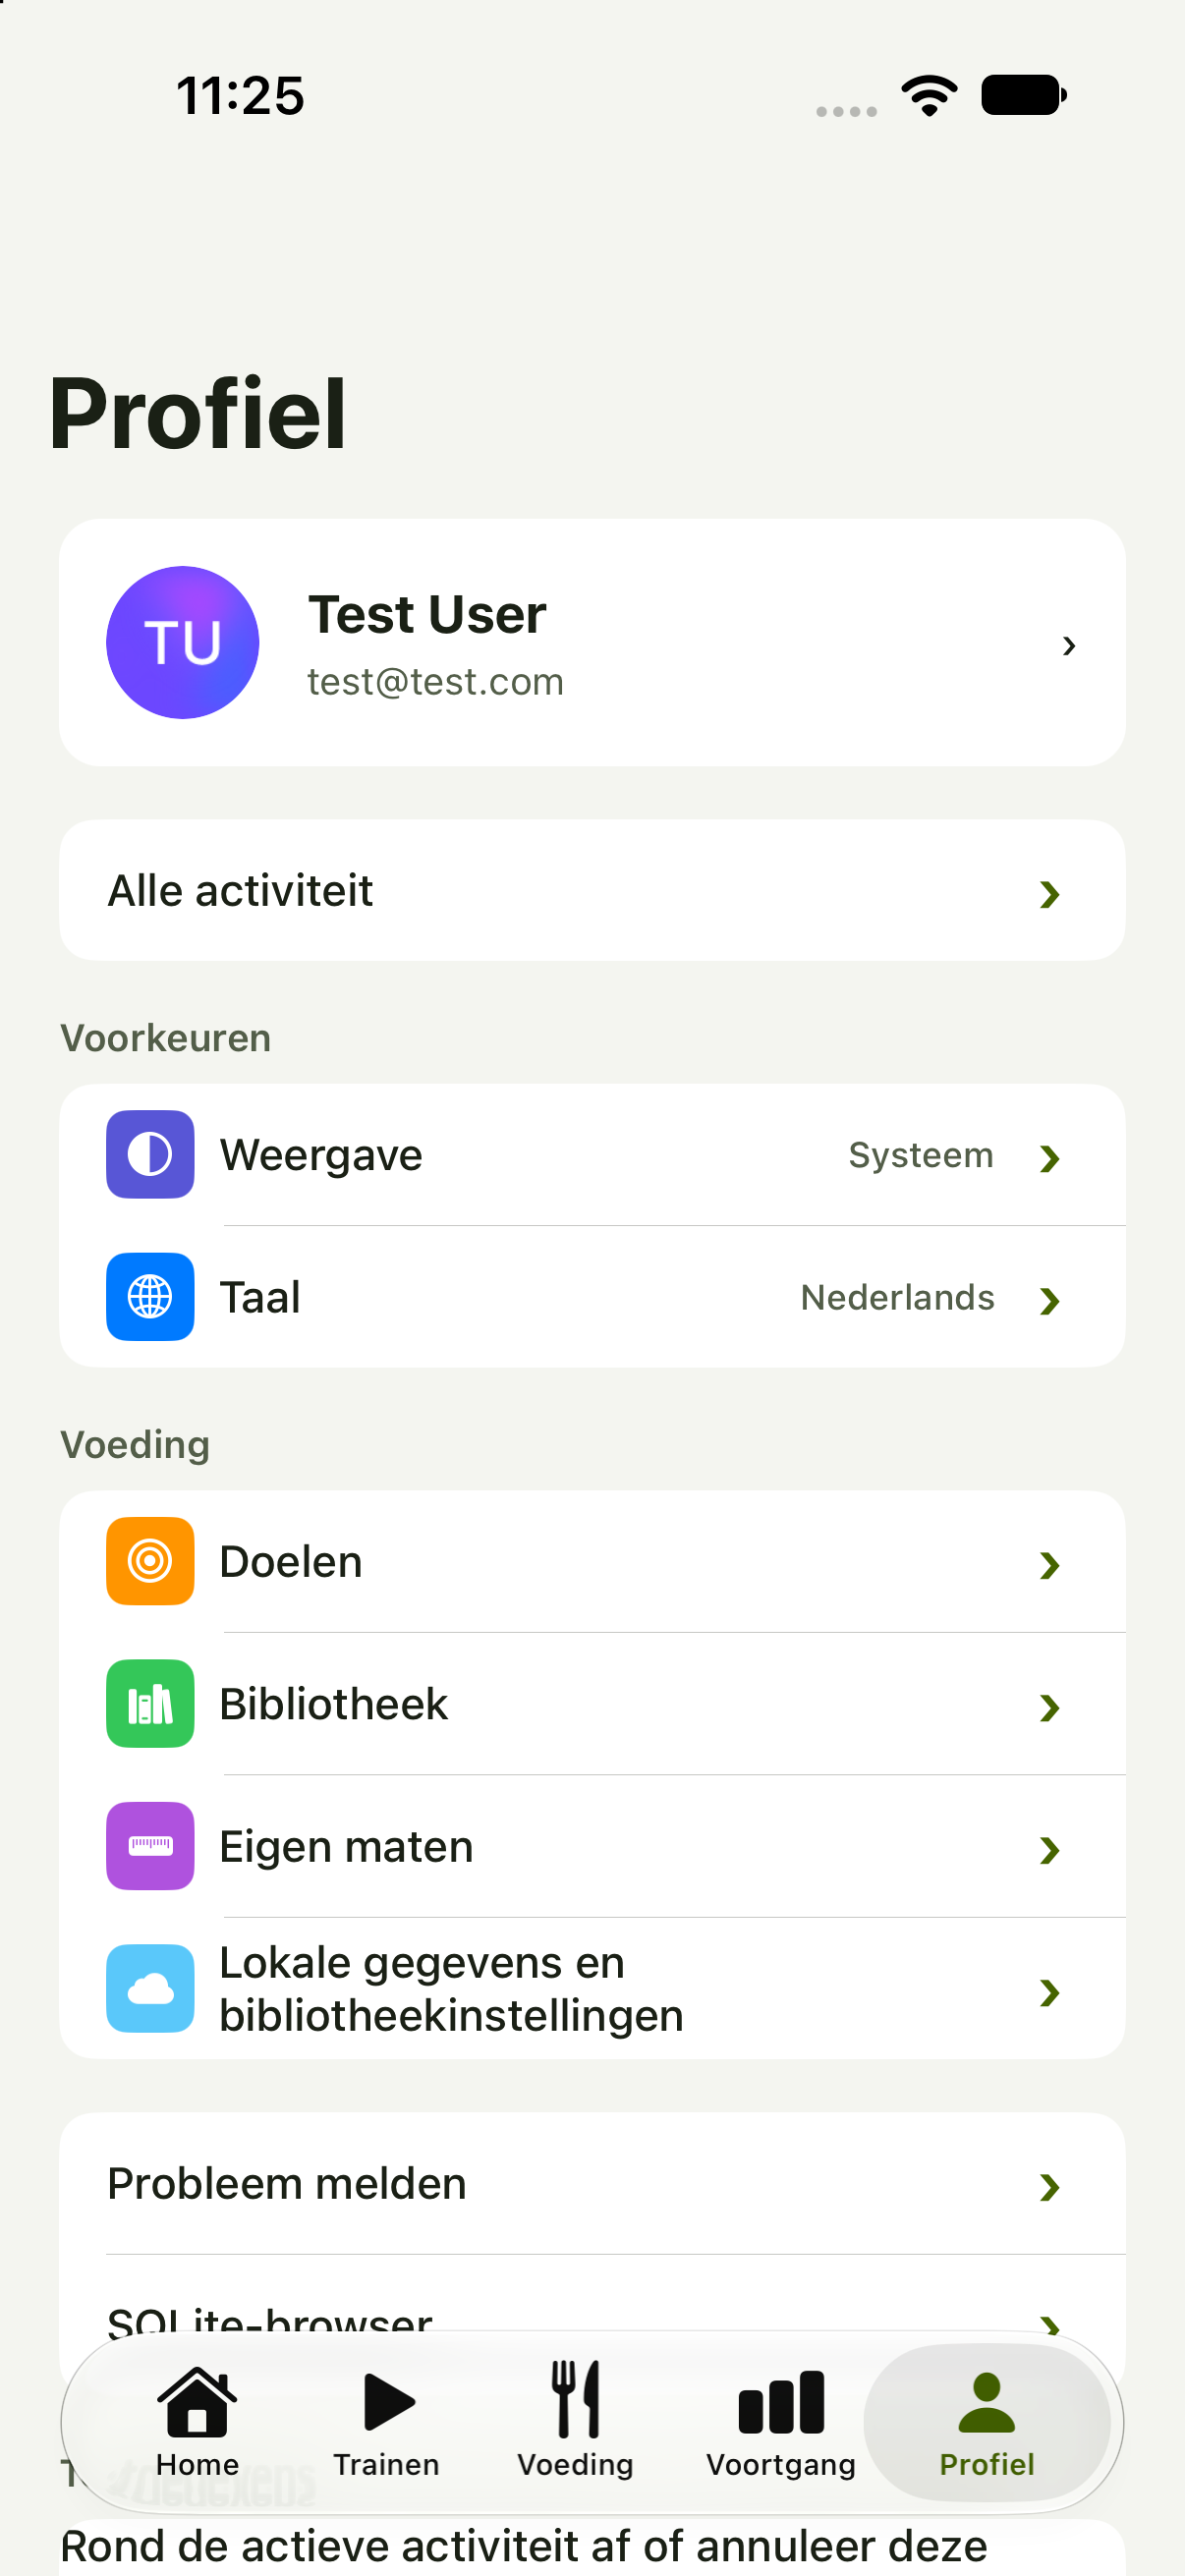 11:25
Profiel
TU
Test User
test@test.com
Alle activiteit
Voorkeuren
Weergave
Systeem
Taal
Nederlands
Voeding
Doelen
Bibliotheek
Eigen maten
Lokale gegevens en
bibliotheekinstellingen
Probleem melden
SQLite-browser
Home
Trainen
Voeding
Voortgang
Profiel
Rond de actieve activiteit af of annuleer deze